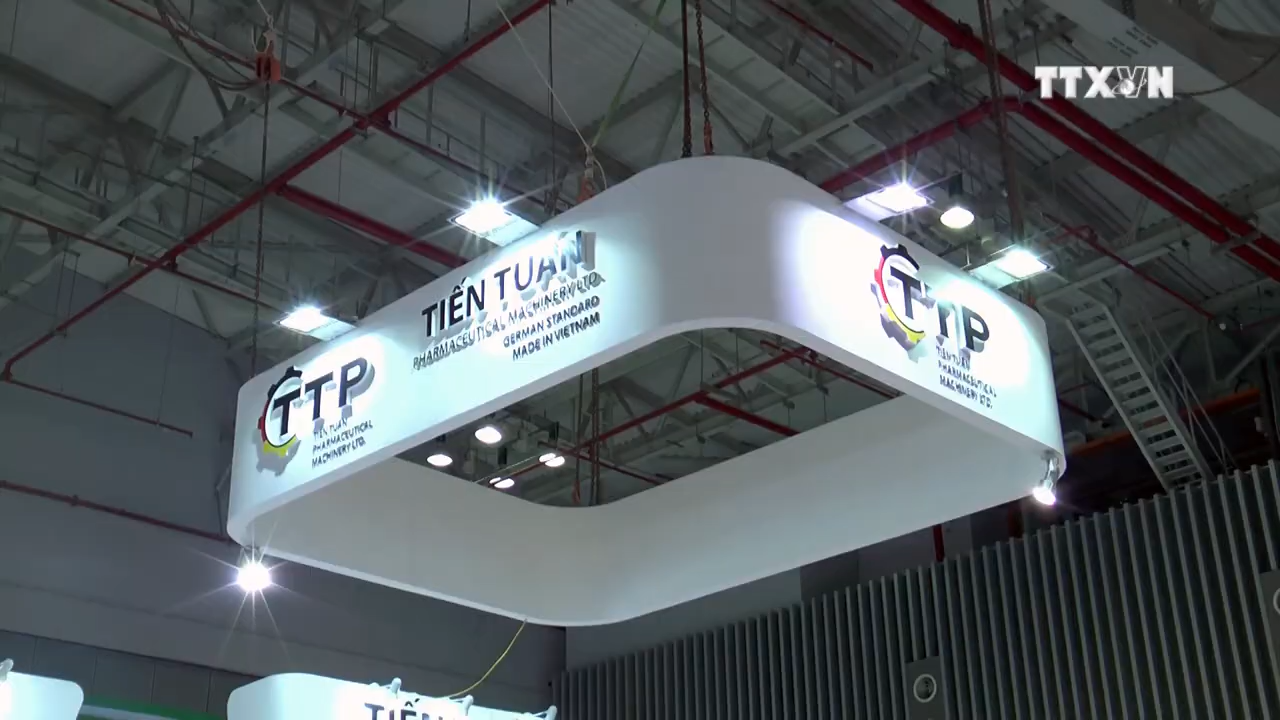 TTXVN
TIẾN TUẤN
PHARMACEUTICAL MACHINERY LTD.
GERMAN STANDARD
MADE IN VIETNAM
TTP
TIẾN TUẤN
PHARMACEUTICAL
MACHINERY LTD.
TTP
TIẾN TUẤN
PHARMACEUTICAL
MACHINERY LTD.
TIẾN